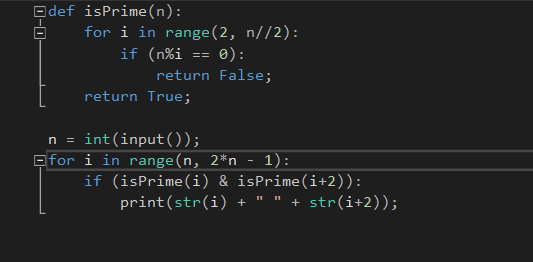 def isPrime(n):
    for i in range(2, n//2):
        if (n%i == 0):
            return False;
    return True;

n = int(input());
for i in range(n, 2*n - 1):
    if (isPrime(i) & isPrime(i+2)):
        print(str(i) + " " + str(i+2));